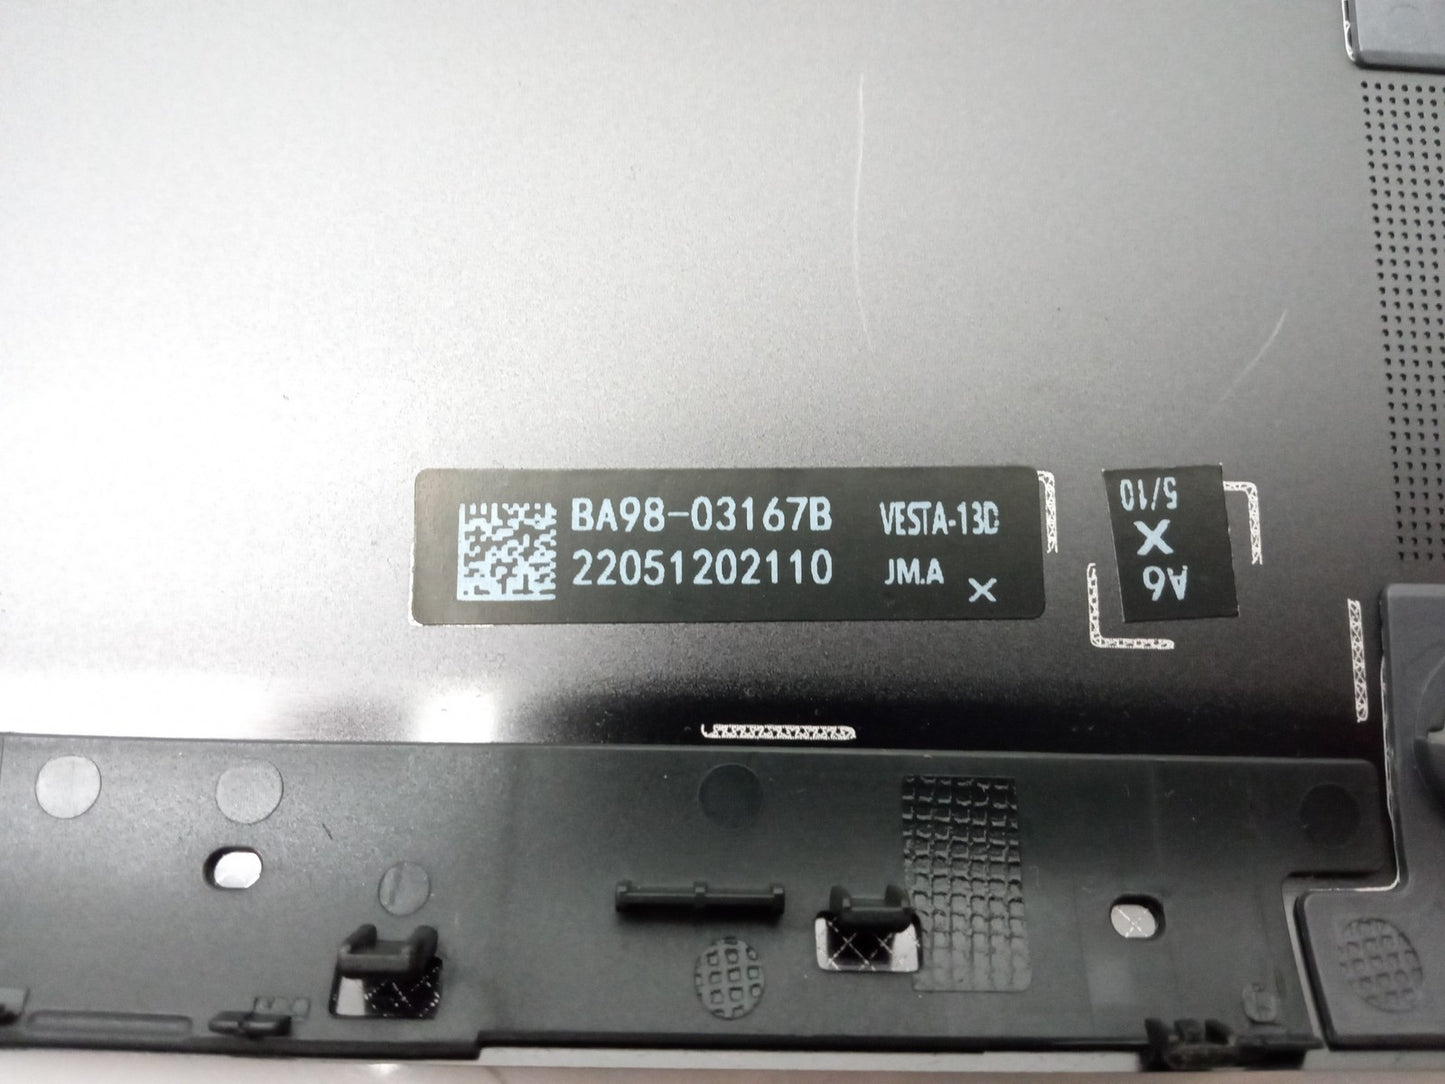 BA98-03167B VESTA-13D
22051202110 JM.A X
A6
X
5/10